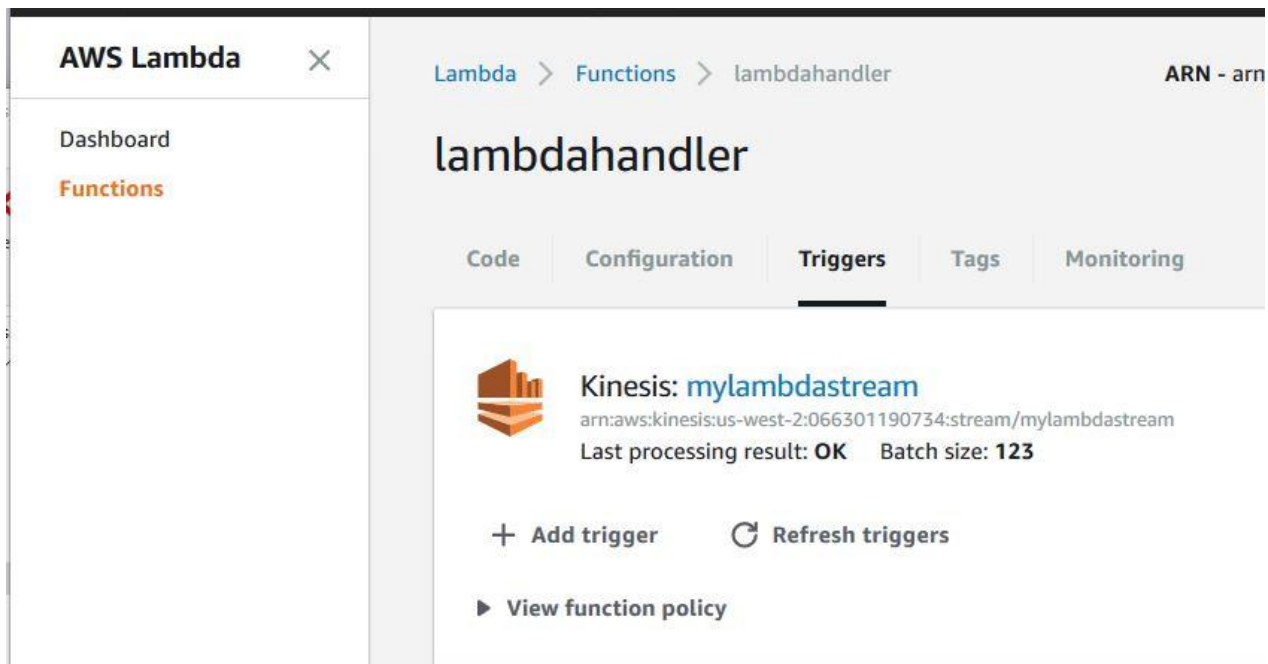 AWS Lambda
Dashboard
Functions
Lambda > Functions > lambdahandler
ARN - arn
lambdahandler
Code Configuration Triggers Tags Monitoring
Kinesis: mylambdastream
arn:aws:kinesis:us-west-2:066301190734:stream/mylambdastream
Last processing result: OK Batch size: 123
Add trigger Refresh triggers
View function policy